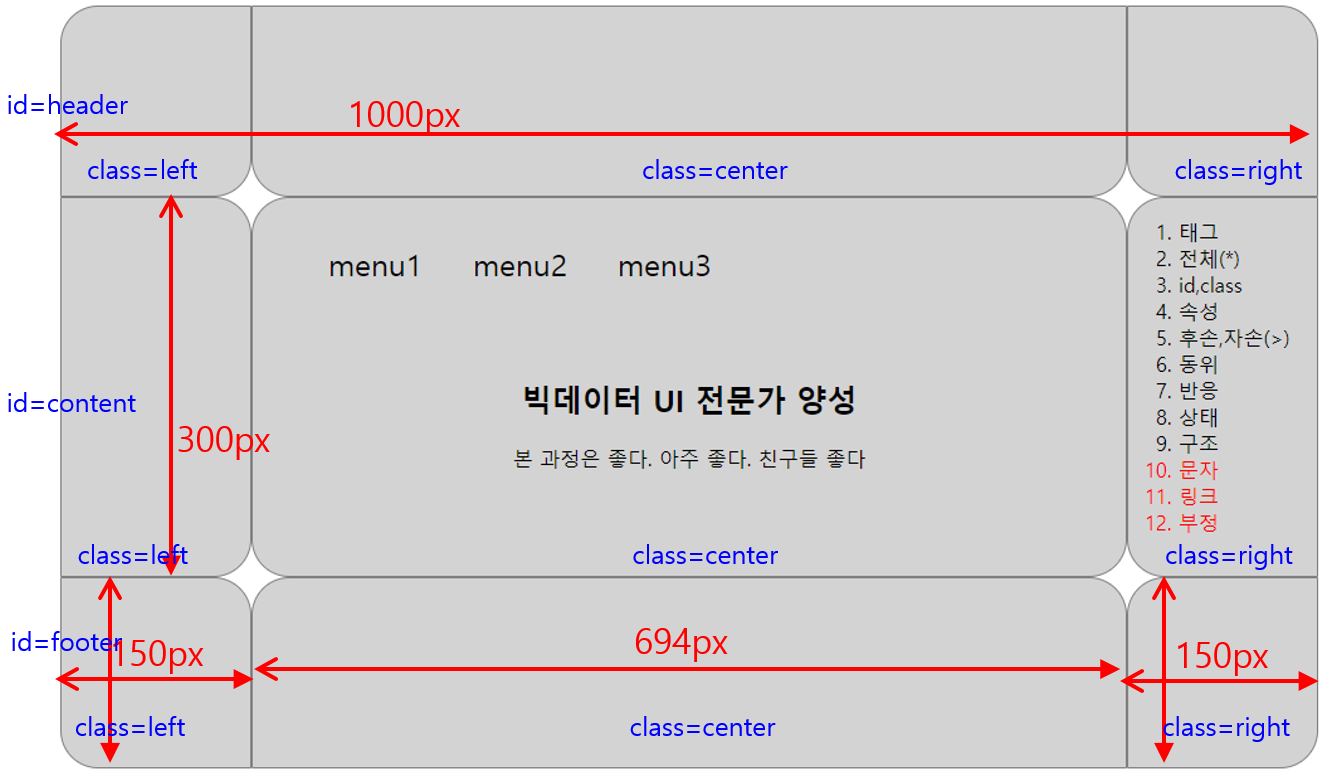 id=header
1000px
class=left
class=center
class=right
menu1 menu2 menu3
1. 태그
2. 전체(*)
3. id,class
4. 속성
5. 후손,자손(>)
6. 동위
7. 반응
8. 상태
9. 구조
10. 문자
11. 링크
12. 부정
id=content
300px
빅데이터 UI 전문가 양성
본 과정은 좋다. 아주 좋다. 친구들 좋다
class=left
class=center
class=right
id=footer
150px
694px
150px
class=left
class=center
class=right